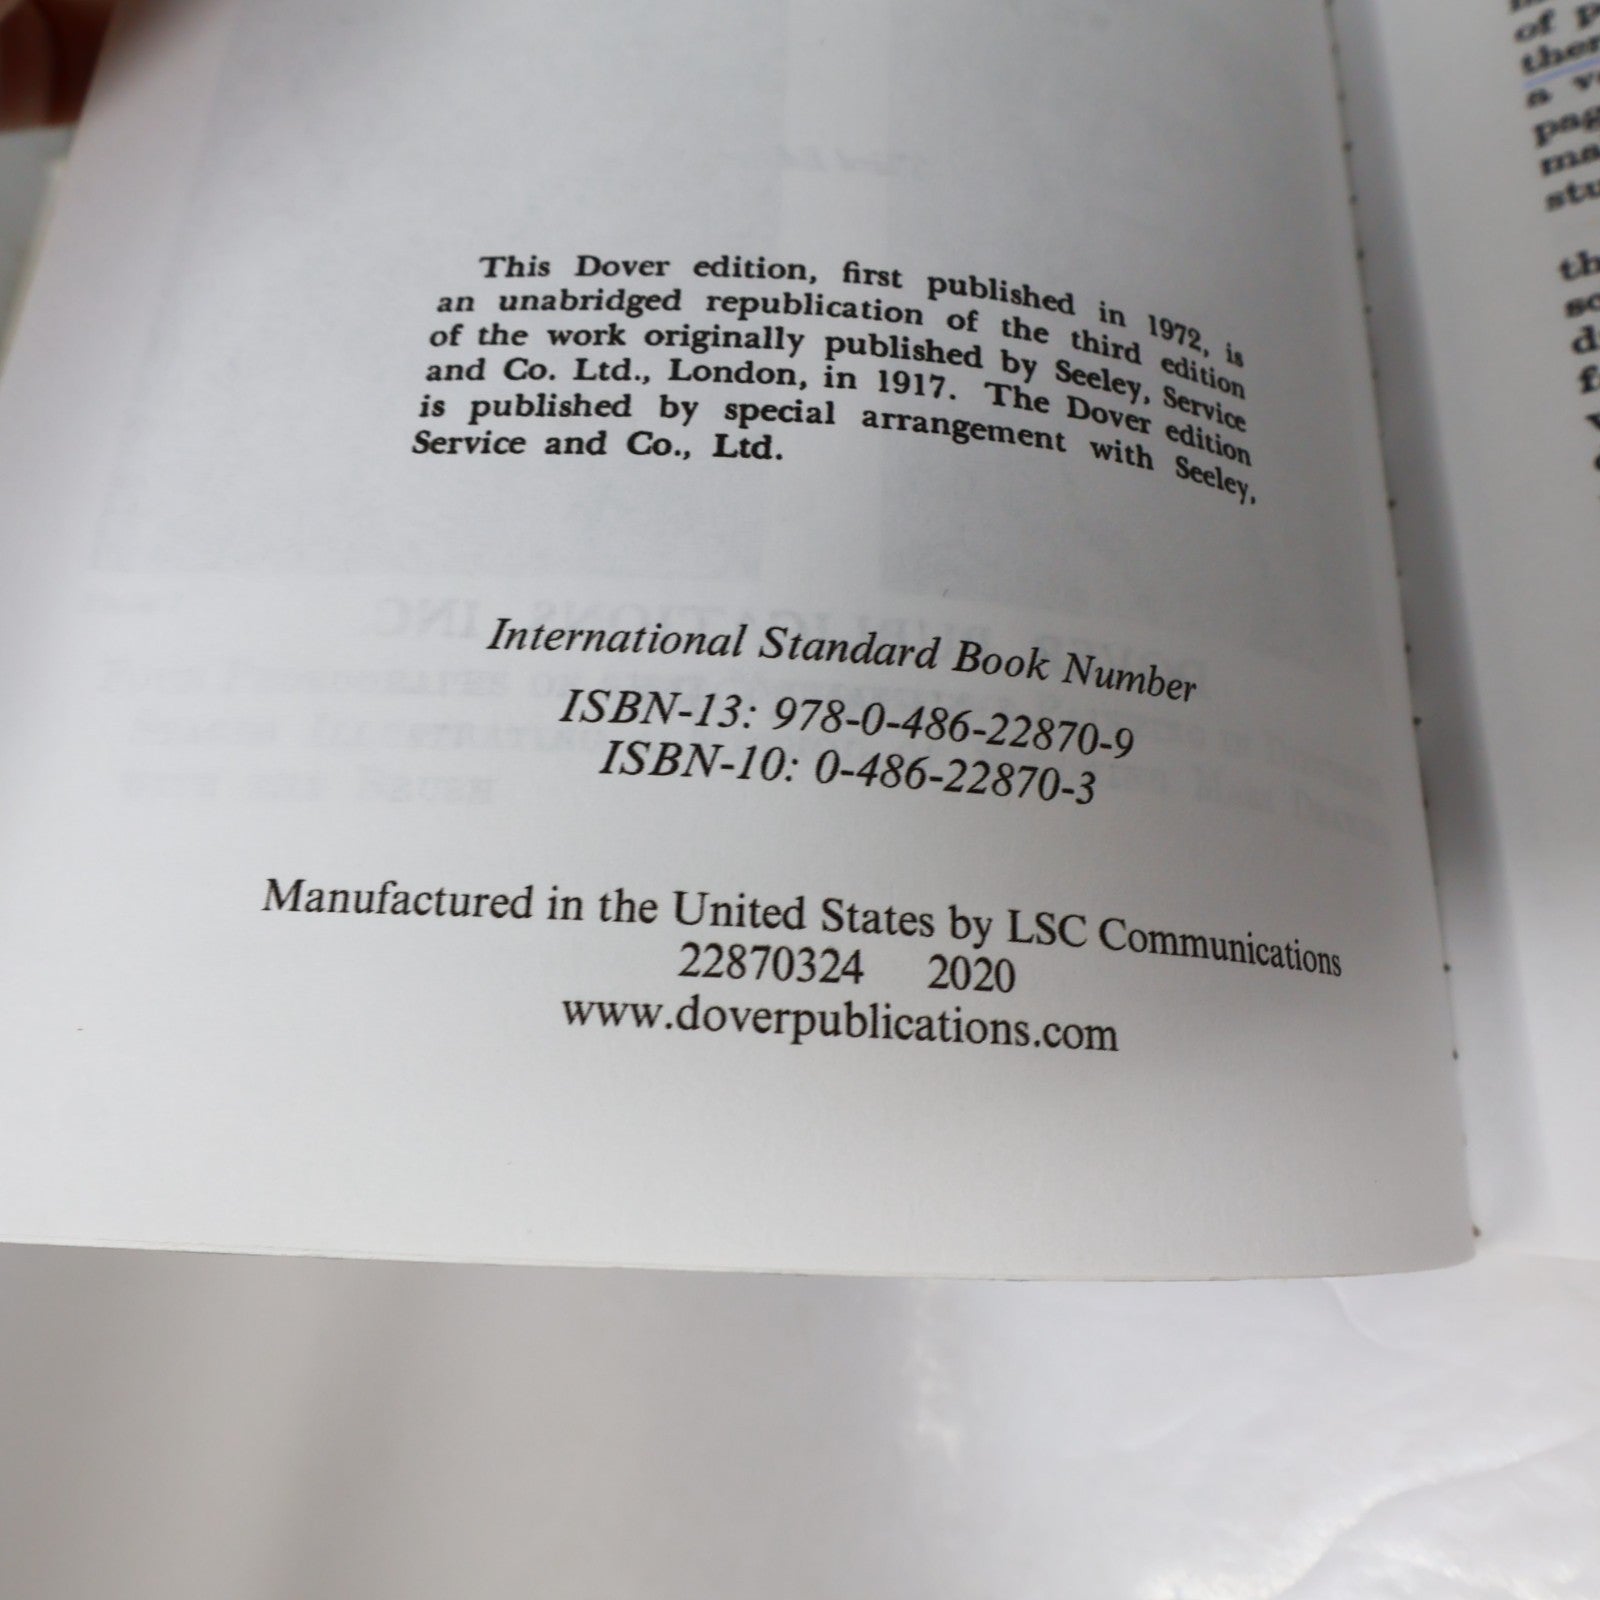 This Dover edition, first published in 1972, is
an unabridged republication of the third edition
of the work originally published by Seeley, Service
and Co. Ltd., London, in 1917. The Dover edition
is published by special arrangement with Seeley,
Service and Co., Ltd.
International Standard Book Number
ISBN-13: 978-0-486-22870-9
ISBN-10: 0-486-22870-3
Manufactured in the United States by LSC Communications
22870324 2020
www.doverpublications.com
of
a